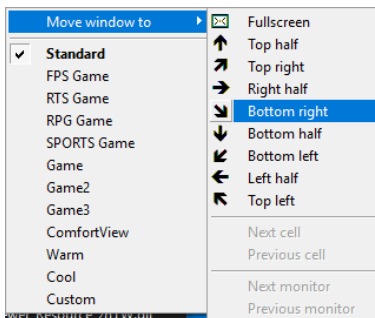 Move window to
Standard
FPS Game
RTS Game
RPG Game
SPORTS Game
Game
Game2
Game3
ComfortView
Warm
Cool
Custom
Fullscreen
Top half
Top right
Right half
Bottom right
Bottom half
Bottom left
Left half
Top left
Next cell
Previous cell
Next monitor
Previous monitor